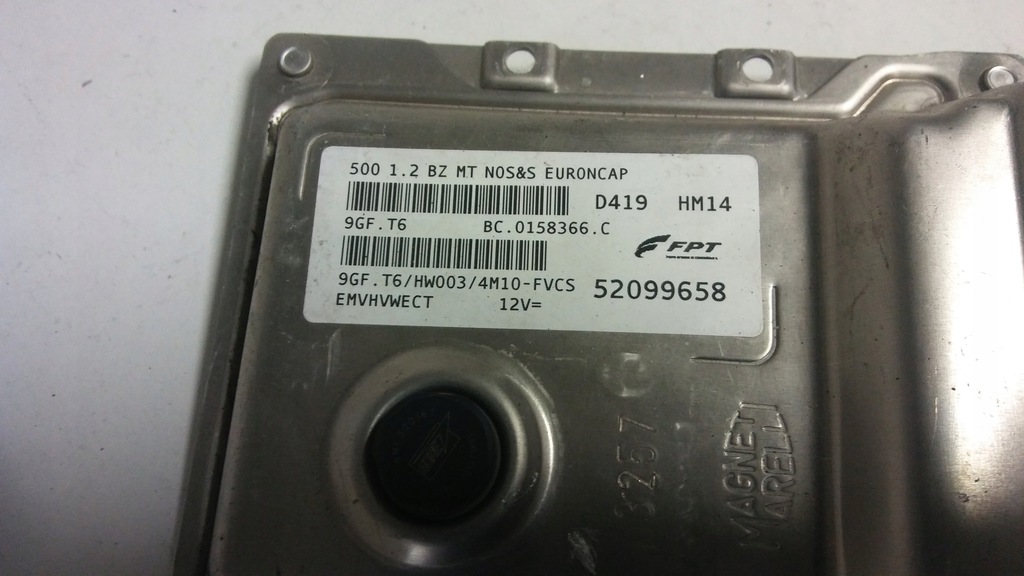 500 1.2 BZ MT NOS&S EURONCAP
D419 HM14
9GF.T6 BC.0158366.C
FPT
9GF.T6/HW003/4M10-FVCS 52099658
EMVHVWECT 12V=
3257
MAGNETI
MARELLI